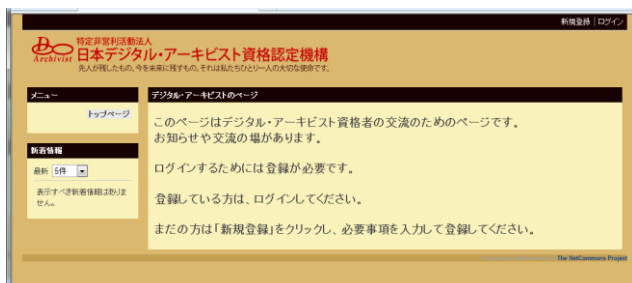 新規登録 | ログイン
特定非営利活動法人
日本デジタル・アーキビスト資格認定機構
Archivist
先人が残したもの、今を未来に残すもの、それは私たちひとり一人の大切な使命です。
メニュー
トップページ
新着情報
最新 5件
表示すべき新着情報はありま
せん。
デジタル・アーキビストのページ
このページはデジタル・アーキビスト資格者の交流のためのページです。
お知らせや交流の場があります。
ログインするためには登録が必要です。
登録している方は、ログインしてください。
まだの方は「新規登録」をクリックし、必要事項を入力して登録してください。
The NetCommons Project